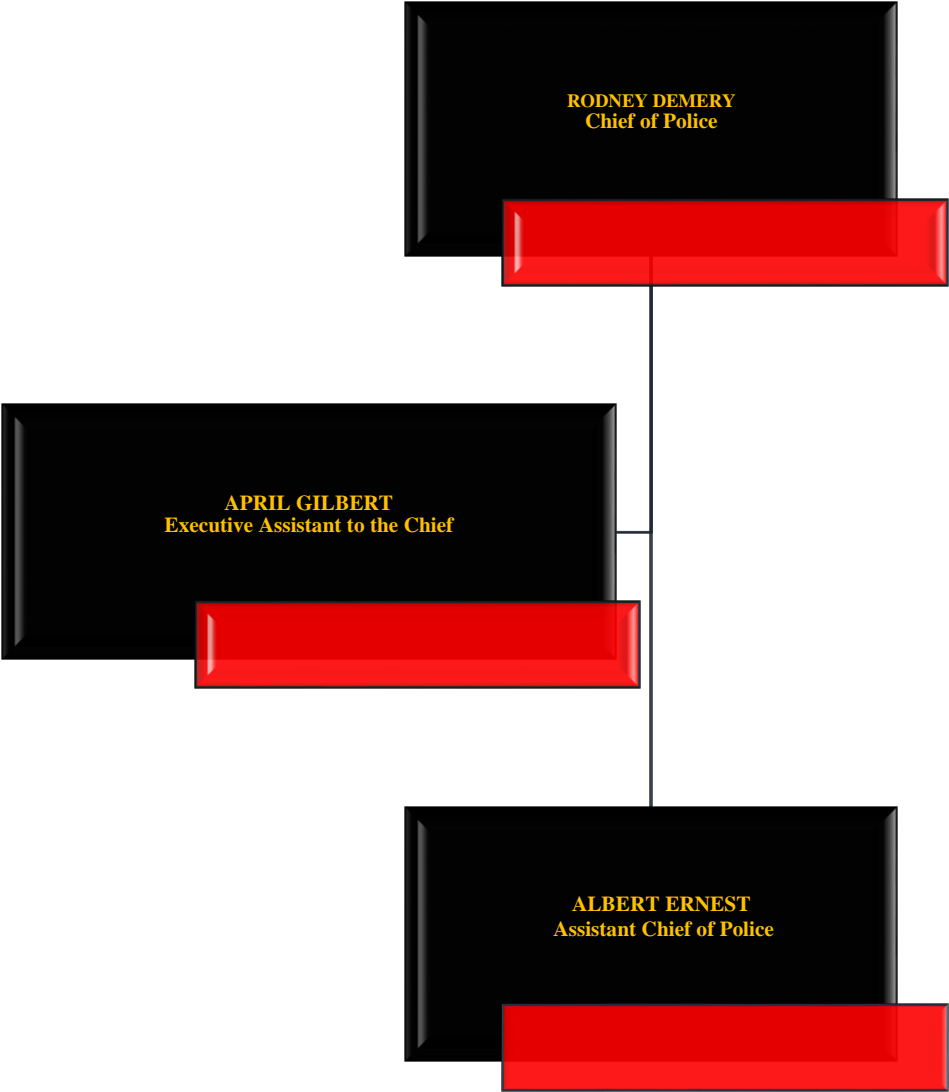 RODNEY DEMERY
Chief of Police
APRIL GILBERT
Executive Assistant to the Chief
ALBERT ERNEST
Assistant Chief of Police